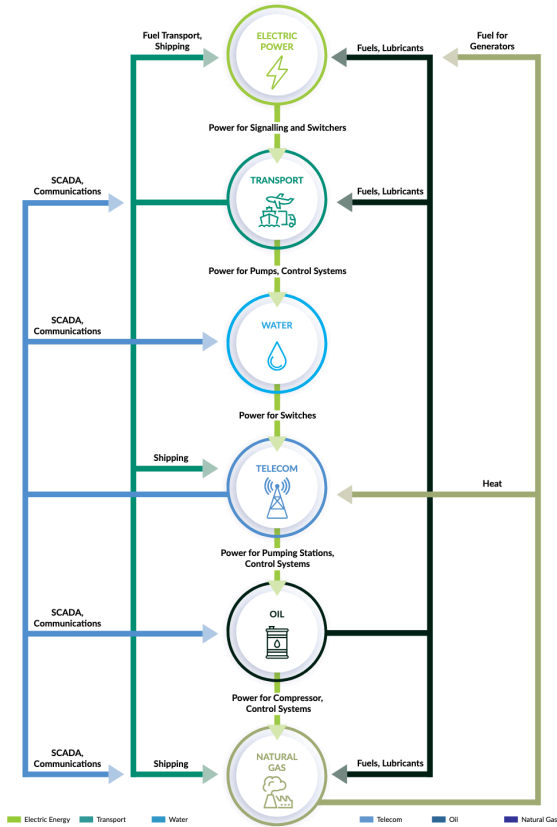 Fuel Transport,
Shipping
ELECTRIC
POWER
Fuels, Lubricants
Fuel for
Generators
Power for Signalling and Switchers
SCADA,
Communications
TRANSPORT
Fuels, Lubricants
Power for Pumps, Control Systems
SCADA,
Communications
WATER
Power for Switches
Shipping
TELECOM
Heat
Power for Pumping Stations,
Control Systems
SCADA,
Communications
OIL
Power for Compressor,
Control Systems
SCADA,
Communications
Shipping
NATURAL
GAS
Fuels, Lubricants
Electric Energy
Transport
Water
Telecom
Oil
Natural Gas